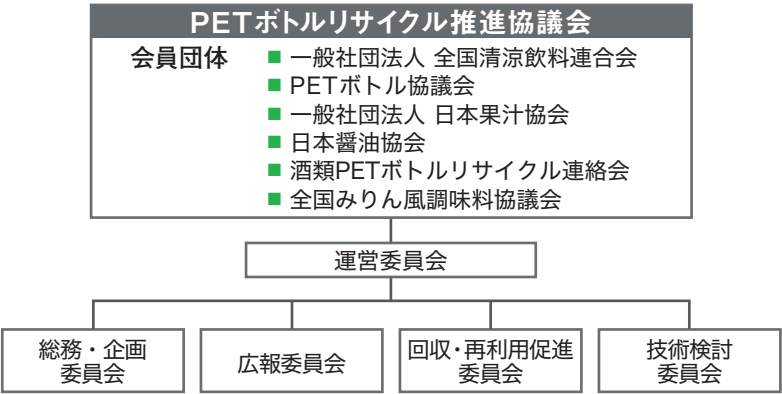 PETボトルリサイクル推進協議会
会員団体
■ 一般社団法人 全国清涼飲料連合会
■ PETボトル協議会
■ 一般社団法人 日本果汁協会
■ 日本醤油協会
■ 酒類PETボトルリサイクル連絡会
■ 全国みりん風調味料協議会
運営委員会
総務・企画
委員会
広報委員会
回収・再利用促進
委員会
技術検討
委員会